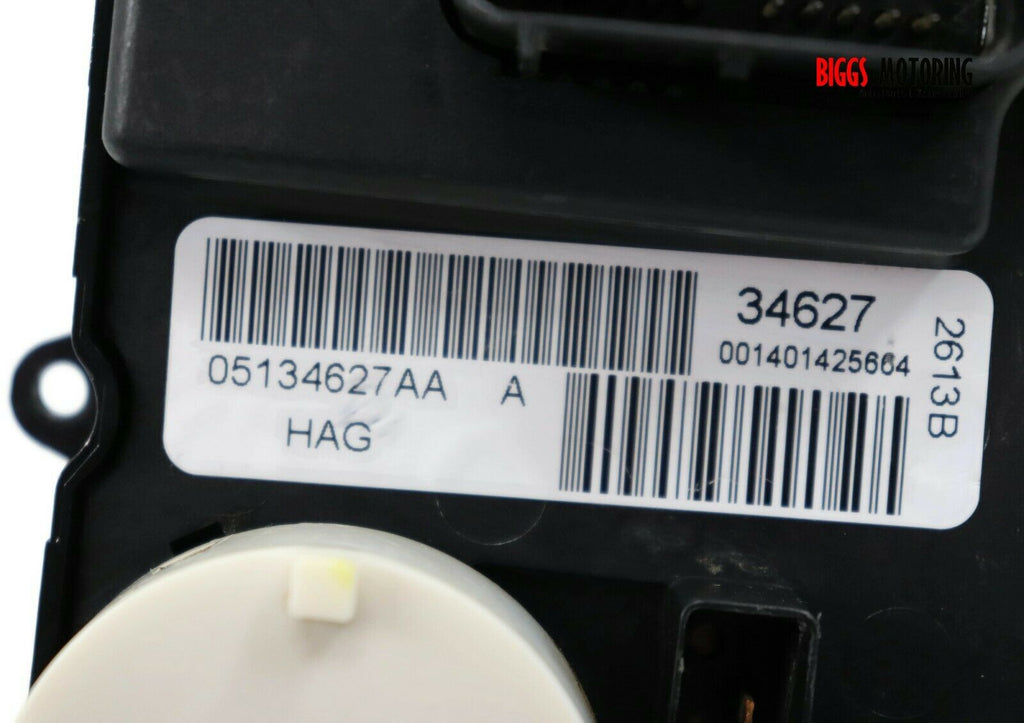 BIGGS MOTORING
34627
001401425664
05134627AA A
HAG
2613B